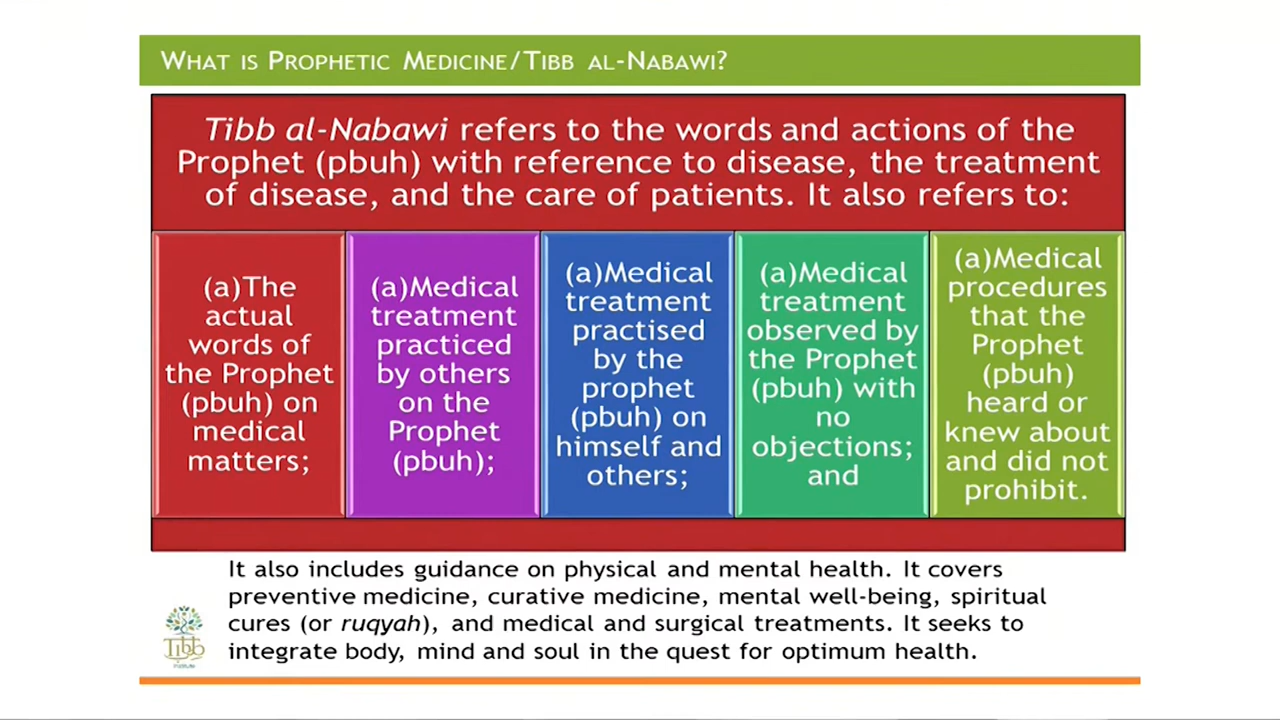 WHAT IS PROPHETIC MEDICINE/TIBB AL-NABAWI?
Tibb al-Nabawi refers to the words and actions of the
Prophet (pbuh) with reference to disease, the treatment
of disease, and the care of patients. It also refers to:
(a)The
actual
words of
the Prophet
(pbuh) on
medical
matters;
(a)Medical
treatment
practiced
by others
on the
Prophet
(pbuh);
(a)Medical
treatment
practised
by the
prophet
(pbuh) on
himself and
others;
(a)Medical
treatment
observed by
the Prophet
(pbuh) with
no
objections;
and
(a)Medical
procedures
that the
Prophet
(pbuh)
heard or
knew about
and did not
prohibit.
It also includes guidance on physical and mental health. It covers
preventive medicine, curative medicine, mental well-being, spiritual
cures (or ruqyah), and medical and surgical treatments. It seeks to
integrate body, mind and soul in the quest for optimum health.
Tibb